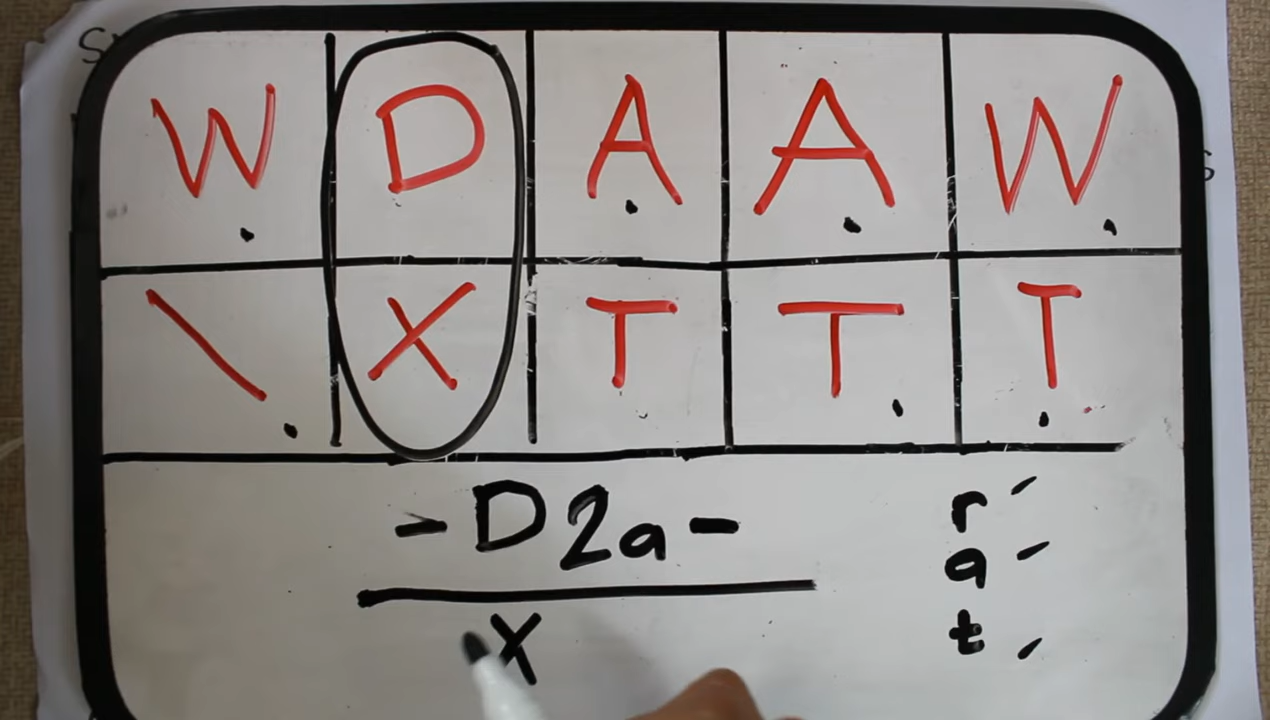 W D A A W
\ X T T T
- D2a -
X
r -
a -
t -